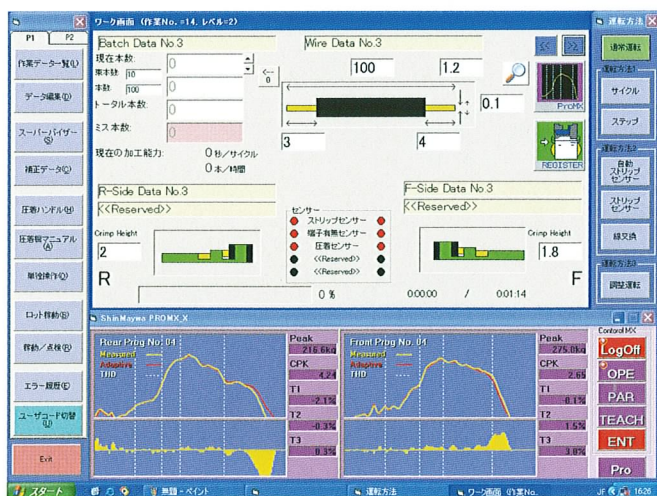 ワーク画面 (作業No. =14. レベル=2)
P1
P2
作業データ一覧(L)
データ編集(D)
スーパーバイザー
(S)
補正データ(C)
圧着ハンドル(H)
圧着機マニュアル
(A)
単独操作(O)
ロット移動(B)
稼動/点検(R)
エラー履歴(E)
ユーザコード切替
(U)
Exit
Batch Data No.3
現在本数:
0
束本数:
10
0
本数:
100
トータル本数:
0
ミス本数:
0
現在の加工能力:
0 秒/サイクル
0 本/時間
<--
0
Wire Data No.3
<<
>>
100
1.2
0.1
3
4
ProMX
REGISTER
R-Side Data No.3
<<Reserved>>
Crimp Height
2
R
センサー
ストリップセンサー
端子有無センサー
圧着センサー
<<Reserved>>
<<Reserved>>
F-Side Data No.3
<<Reserved>>
Crimp Height
1.8
F
0 %
0:00:00 / 0:01:14
運転方法
通常運転
運転方法1
サイクル
ステップ
運転方法2
自動
ストリップ
センサー
ストリップ
センサー
線交換
運転方法3
調整運転
ShinMaywa PROMX_X
Rear Prog No. 04
Measured
Adaptive
THD
Peak
216.6kg
CPK
4.24
T1
-2.1%
T2
-0.3%
T3
0.3%
Front Prog No. 04
Measured
Adaptive
THD
Peak
275.0kg
CPK
2.65
T1
-0.1%
T2
1.5%
T3
3.8%
Control MX
LogOff
OPE
PAR
TEACH
ENT
Pro
スタート
無題 - ペイント
運転方法
ワーク画面 (作業No.
16:26